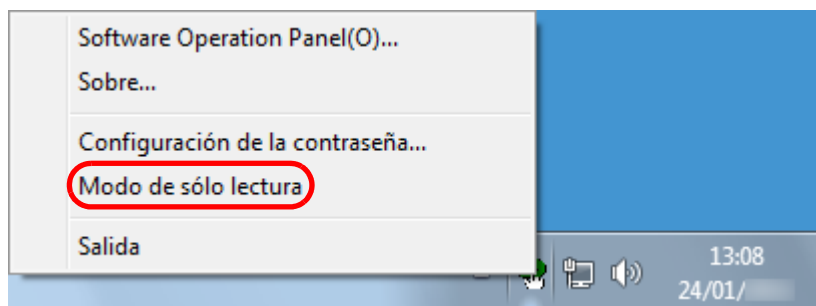 Software Operation Panel(O)...
Sobre...
Configuración de la contraseña...
Modo de sólo lectura
Salida
13:08
24/01/